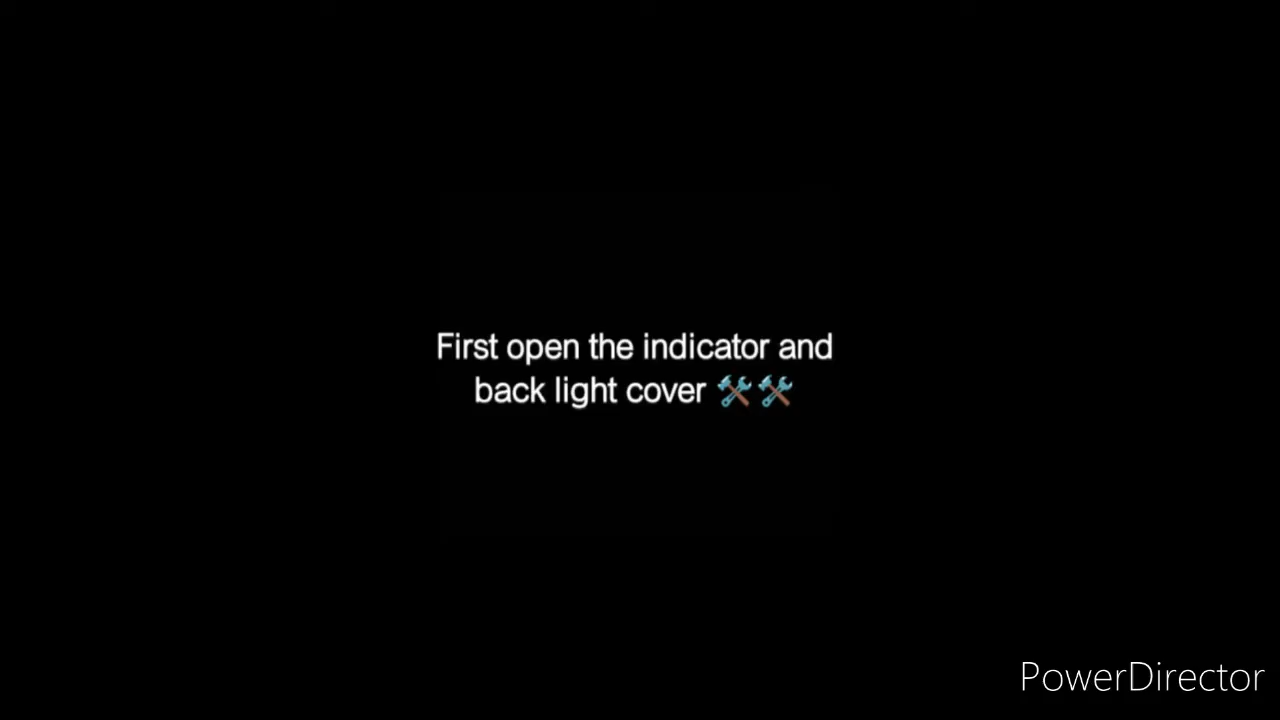 First open the indicator and
back light cover 🛠🛠
PowerDirector